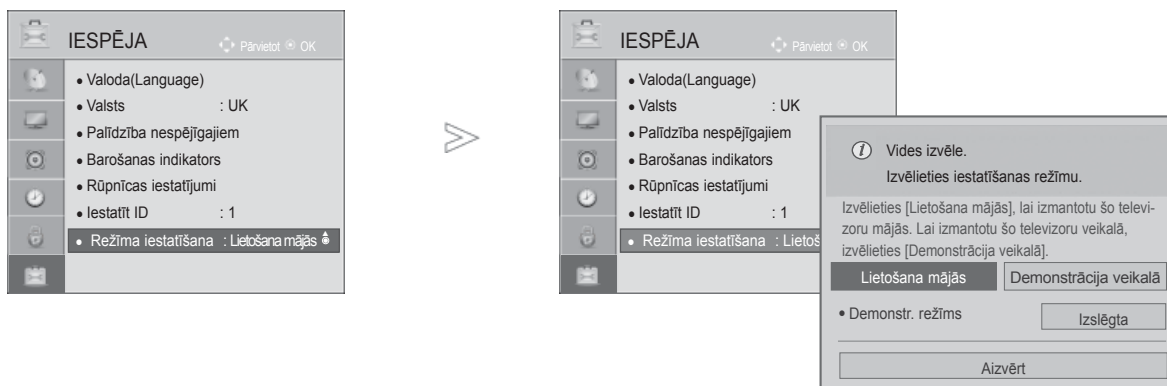 IESPĒJA
Pārvietot OK
• Valoda(Language)
• Valsts : UK
• Palīdzība nespējīgajiem
• Barošanas indikators
• Rūpnīcas iestatījumi
• Iestatīt ID : 1
• Režīma iestatīšana : Lietošana mājās
IESPĒJA
Pārvietot OK
• Valoda(Language)
• Valsts : UK
• Palīdzība nespējīgajiem
• Barošanas indikators
• Rūpnīcas iestatījumi
• Iestatīt ID : 1
• Režīma iestatīšana : Lietoš
i Vides izvēle.
Izvēlieties iestatīšanas režīmu.
Izvēlieties [Lietošana mājās], lai izmantotu šo televi-
zoru mājās. Lai izmantotu šo televizoru veikalā,
izvēlieties [Demonstrācija veikalā].
Lietošana mājās Demonstrācija veikalā
• Demonstr. režīms Izslēgta
Aizvērt